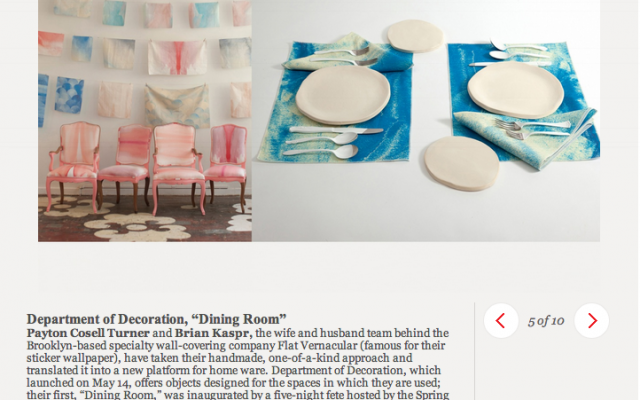 Department of Decoration, “Dining Room”
Payton Cosell Turner and Brian Kaspr, the wife and husband team behind the
Brooklyn-based specialty wall-covering company Flat Vernacular (famous for their
sticker wallpaper), have taken their handmade, one-of-a-kind approach and
translated it into a new platform for home ware. Department of Decoration, which
launched on May 14, offers objects designed for the spaces in which they are used;
their first, “Dining Room,” was inaugurated by a five-night fete hosted by the Spring
5 of 10